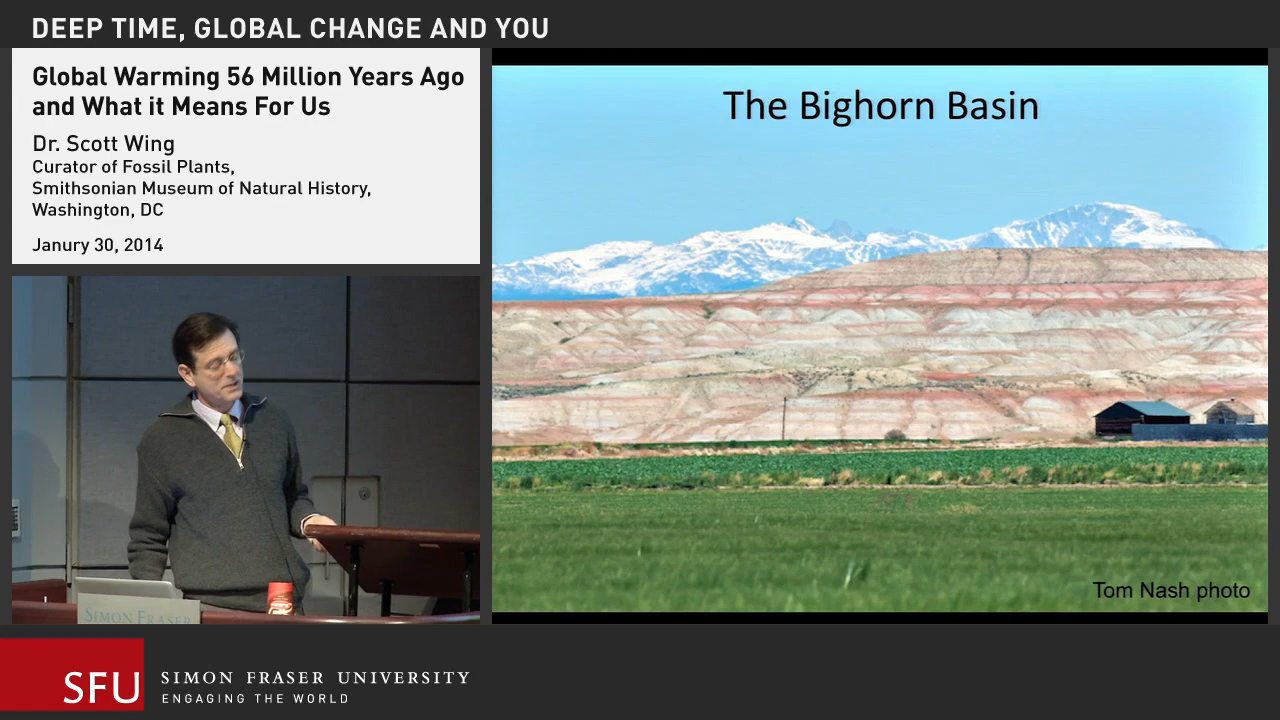 DEEP TIME, GLOBAL CHANGE AND YOU
Global Warming 56 Million Years Ago
and What it Means For Us
Dr. Scott Wing
Curator of Fossil Plants,
Smithsonian Museum of Natural History,
Washington, DC
Janury 30, 2014
The Bighorn Basin
Tom Nash photo
SIMON FRASER
SFU
SIMON FRASER UNIVERSITY
ENGAGING THE WORLD